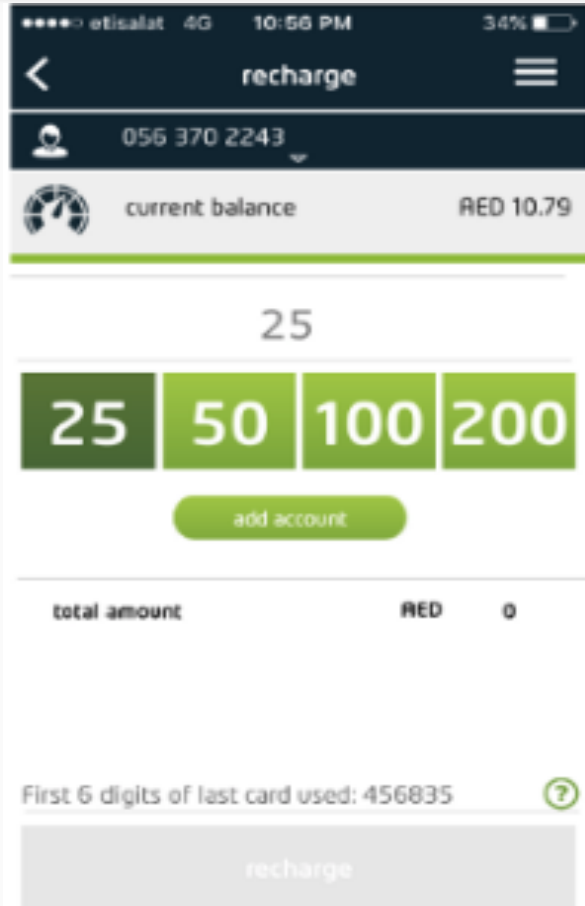 etisalat 4G 10:56 PM 34%
recharge
056 370 2243
current balance AED 10.79
25
25 50 100 200
add account
total amount AED 0
First 6 digits of last card used: 456835 ?
recharge